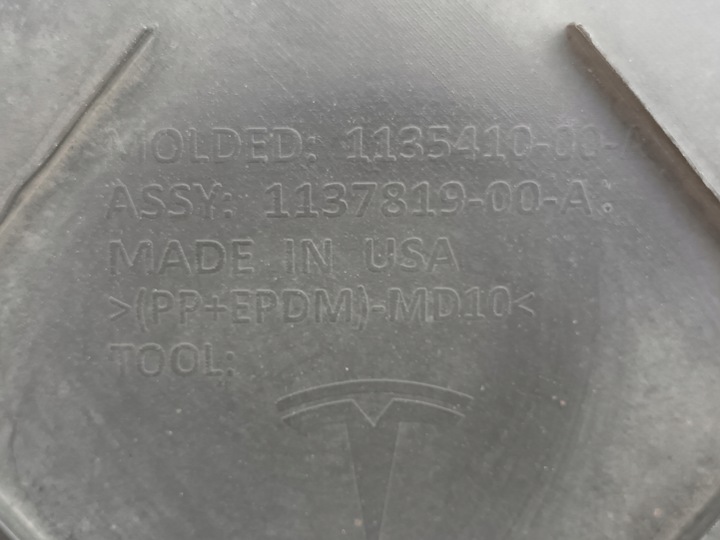 MOLDED: 1135410-00-A
ASSY: 1137819-00-A
MADE IN USA
>(PP+EPDM)-MD10<
TOOL: